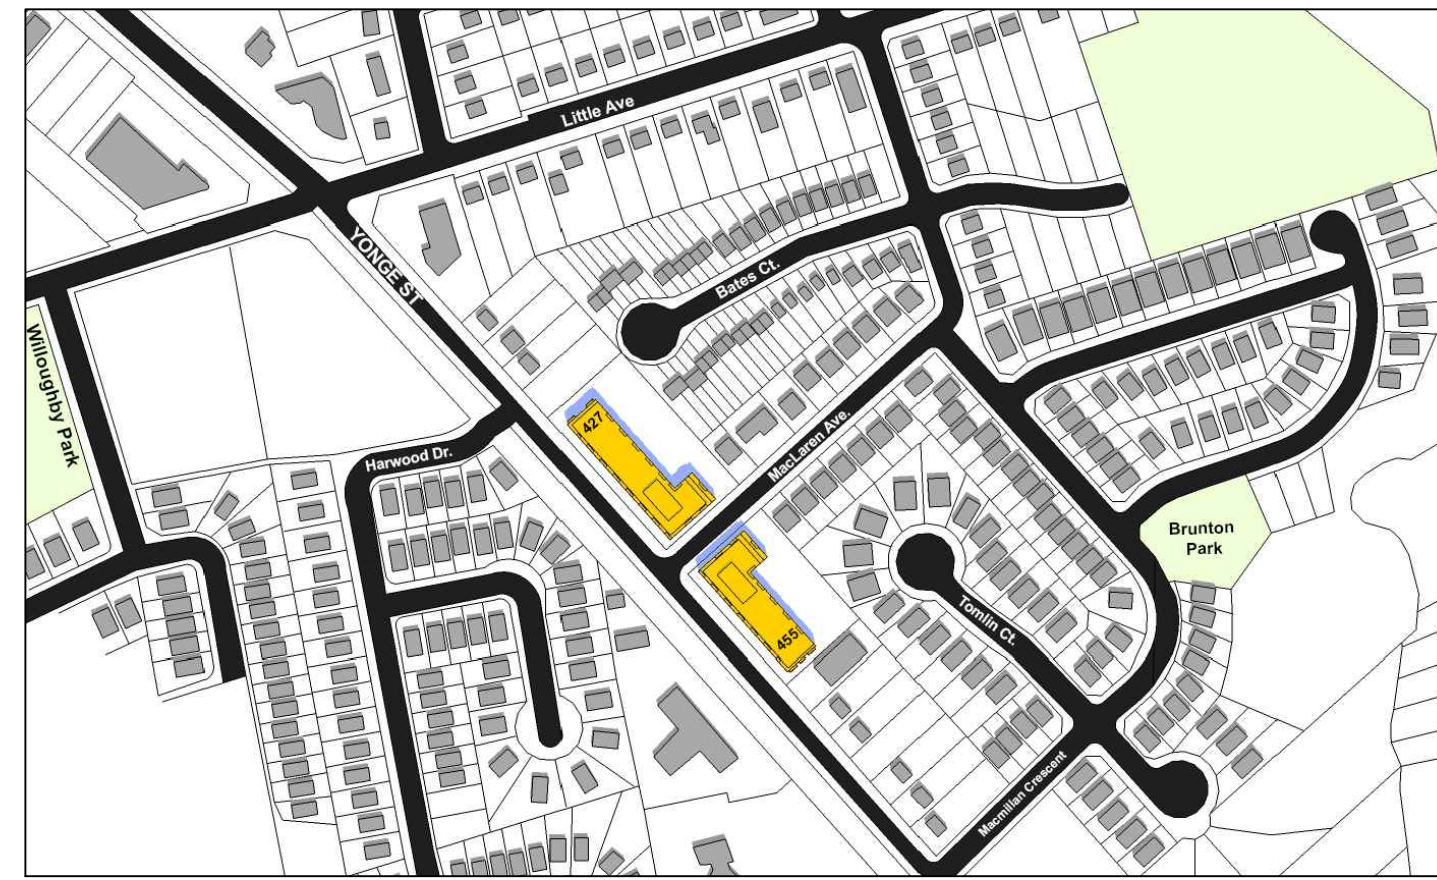 Little Ave
YONGE ST
Bates Ct.
Willoughby Park
427
MacLaren Ave.
Harwood Dr.
Brunton
Park
455
Tomlin Ct.
Macmillan Crescent